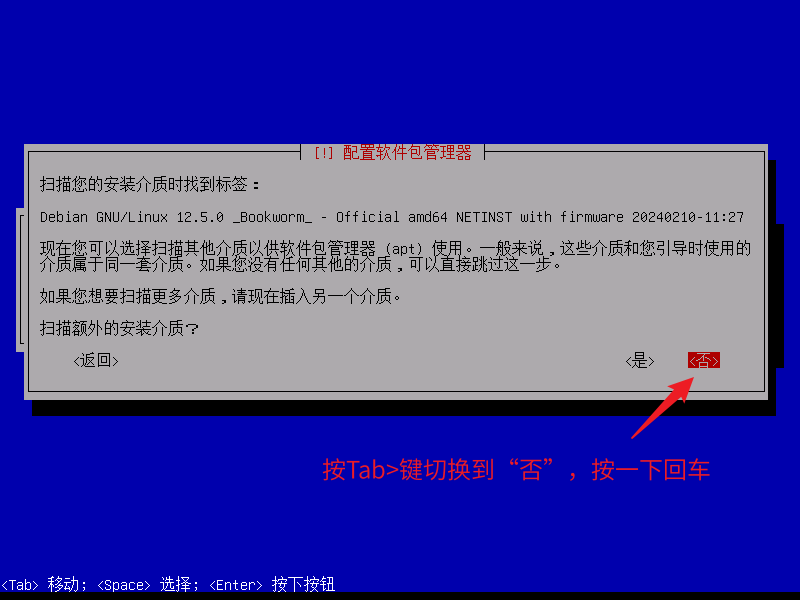 [!] 配置软件包管理器
扫描您的安装介质时找到标签：
Debian GNU/Linux 12.5.0 _Bookworm_ - Official amd64 NETINST with firmware 20240210-11:27
现在您可以选择扫描其他介质以供软件包管理器 (apt) 使用。一般来说，这些介质和您引导时使用的
介质属于同一套介质。如果您没有任何其他的介质，可以直接跳过这一步。
如果您想要扫描更多介质，请现在插入另一个介质。
扫描额外的安装介质？
<返回> <是> <否>
按Tab>键切换到“否”，按一下回车
<Tab> 移动; <Space> 选择; <Enter> 按下按钮